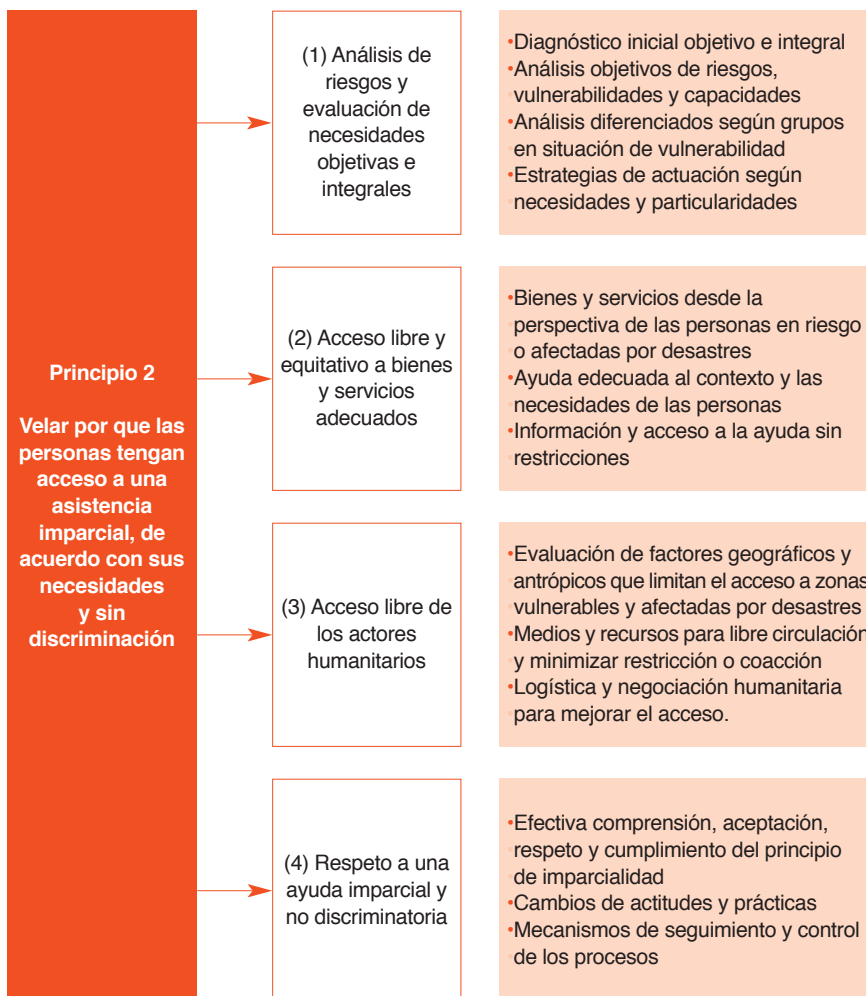 Principio 2
Velar por que las
personas tengan
acceso a una
asistencia
imparcial, de
acuerdo con sus
necesidades
y sin
discriminación
(1) Análisis de
riesgos y
evaluación de
necesidades
objetivas e
integrales
•Diagnóstico inicial objetivo e integral
•Análisis objetivos de riesgos,
vulnerabilidades y capacidades
•Análisis diferenciados según grupos
en situación de vulnerabilidad
•Estrategias de actuación según
necesidades y particularidades
(2) Acceso libre y
equitativo a bienes
y servicios
adecuados
•Bienes y servicios desde la
perspectiva de las personas en riesgo
o afectadas por desastres
•Ayuda edecuada al contexto y las
necesidades de las personas
•Información y acceso a la ayuda sin
restricciones
(3) Acceso libre de
los actores
humanitarios
•Evaluación de factores geográficos y
antrópicos que limitan el acceso a zonas
vulnerables y afectadas por desastres
•Medios y recursos para libre circulación
y minimizar restricción o coacción
•Logística y negociación humanitaria
para mejorar el acceso.
(4) Respeto a una
ayuda imparcial y
no discriminatoria
•Efectiva comprensión, aceptación,
respeto y cumplimiento del principio
de imparcialidad
•Cambios de actitudes y prácticas
•Mecanismos de seguimiento y control
de los procesos